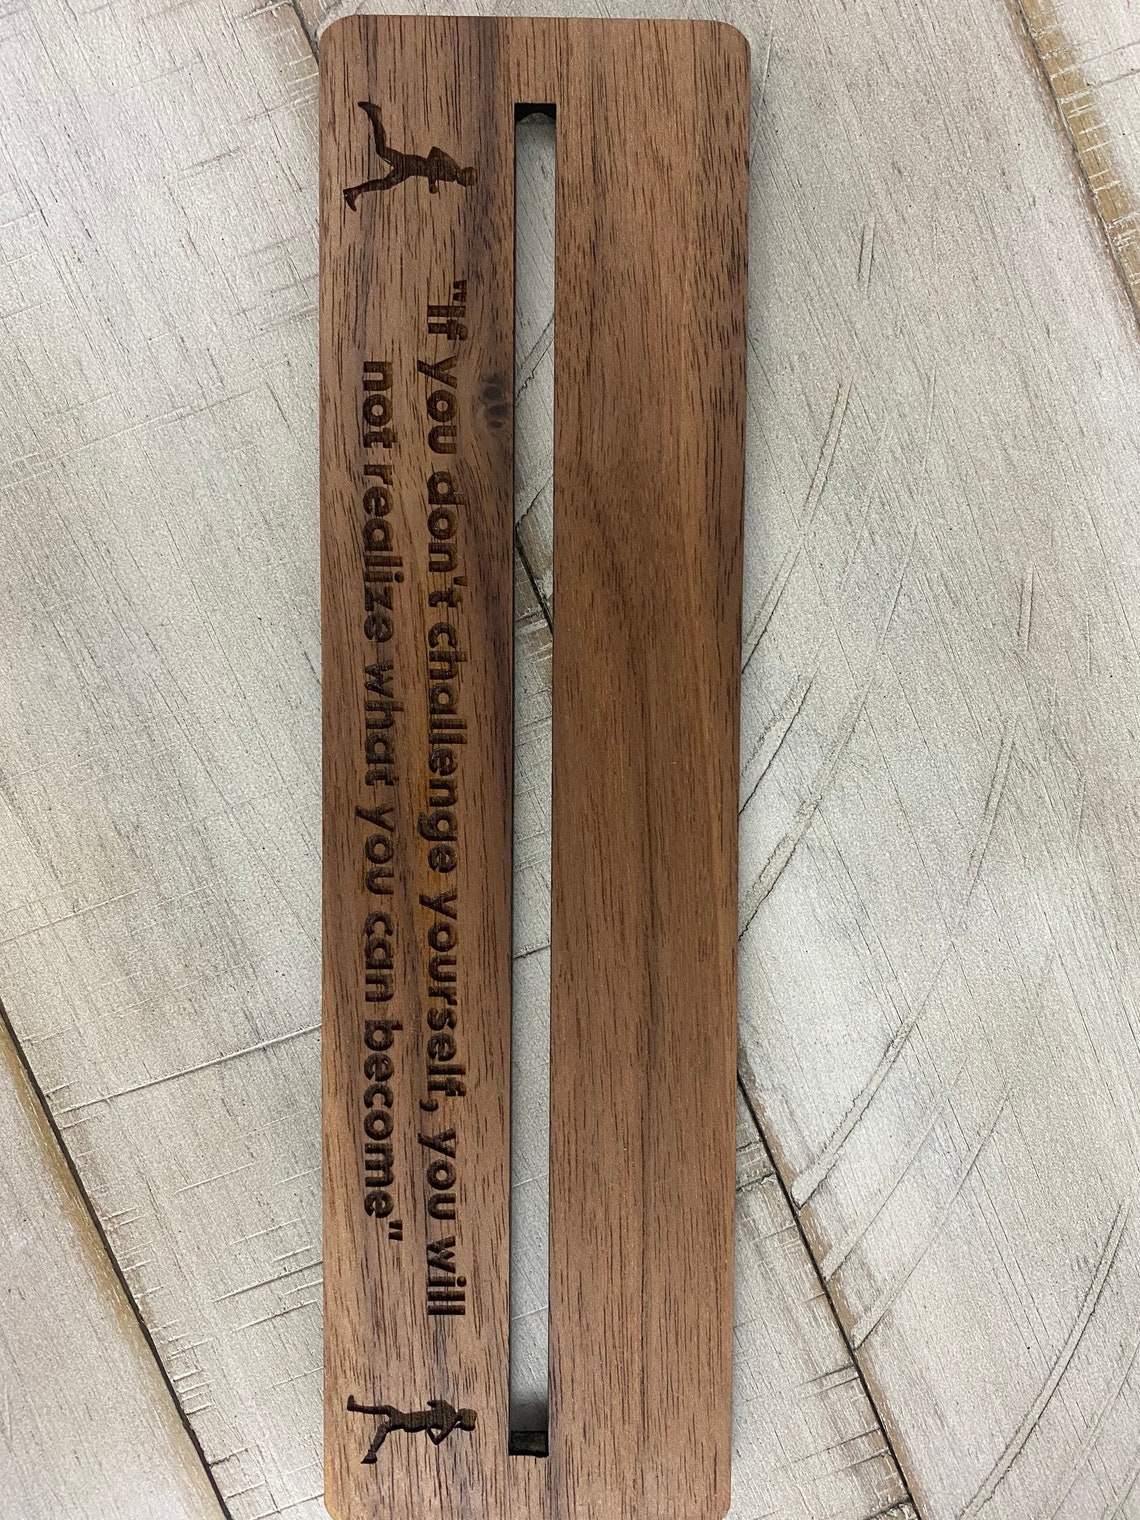 "If you don't challenge yourself, you will
not realize what you can become"